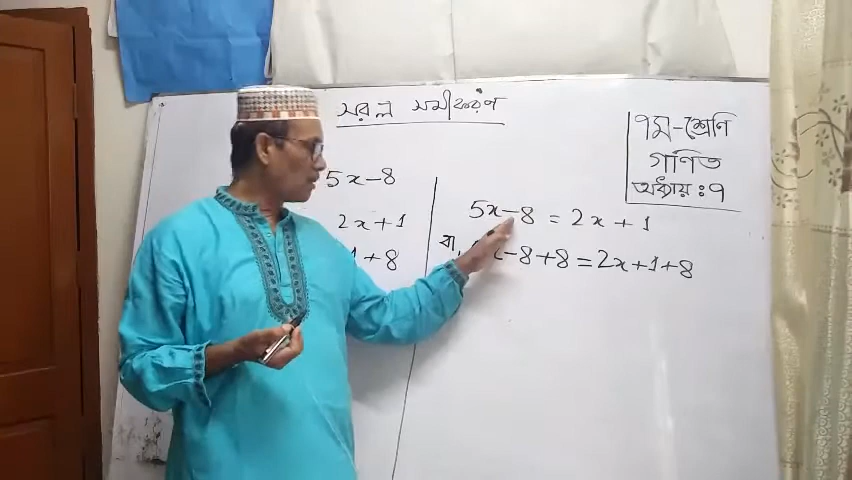 সরল সমীকরণ
৭ম-শ্রেণি
গণিত
অধ্যায়: ৭
5x-8
2x+1
1+8
5x-8 = 2x+1
বা, x-8+8 = 2x+1+8